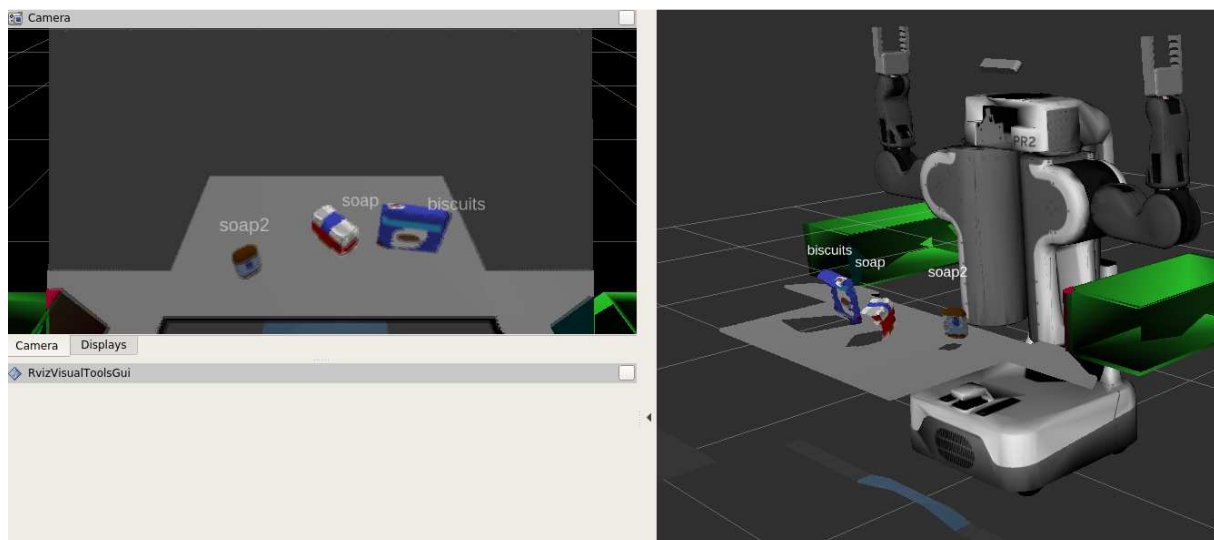 Camera
soap
biscuits
soap2
Camera
Displays
RvizVisualToolsGui
PR2
biscuits
soap
soap2